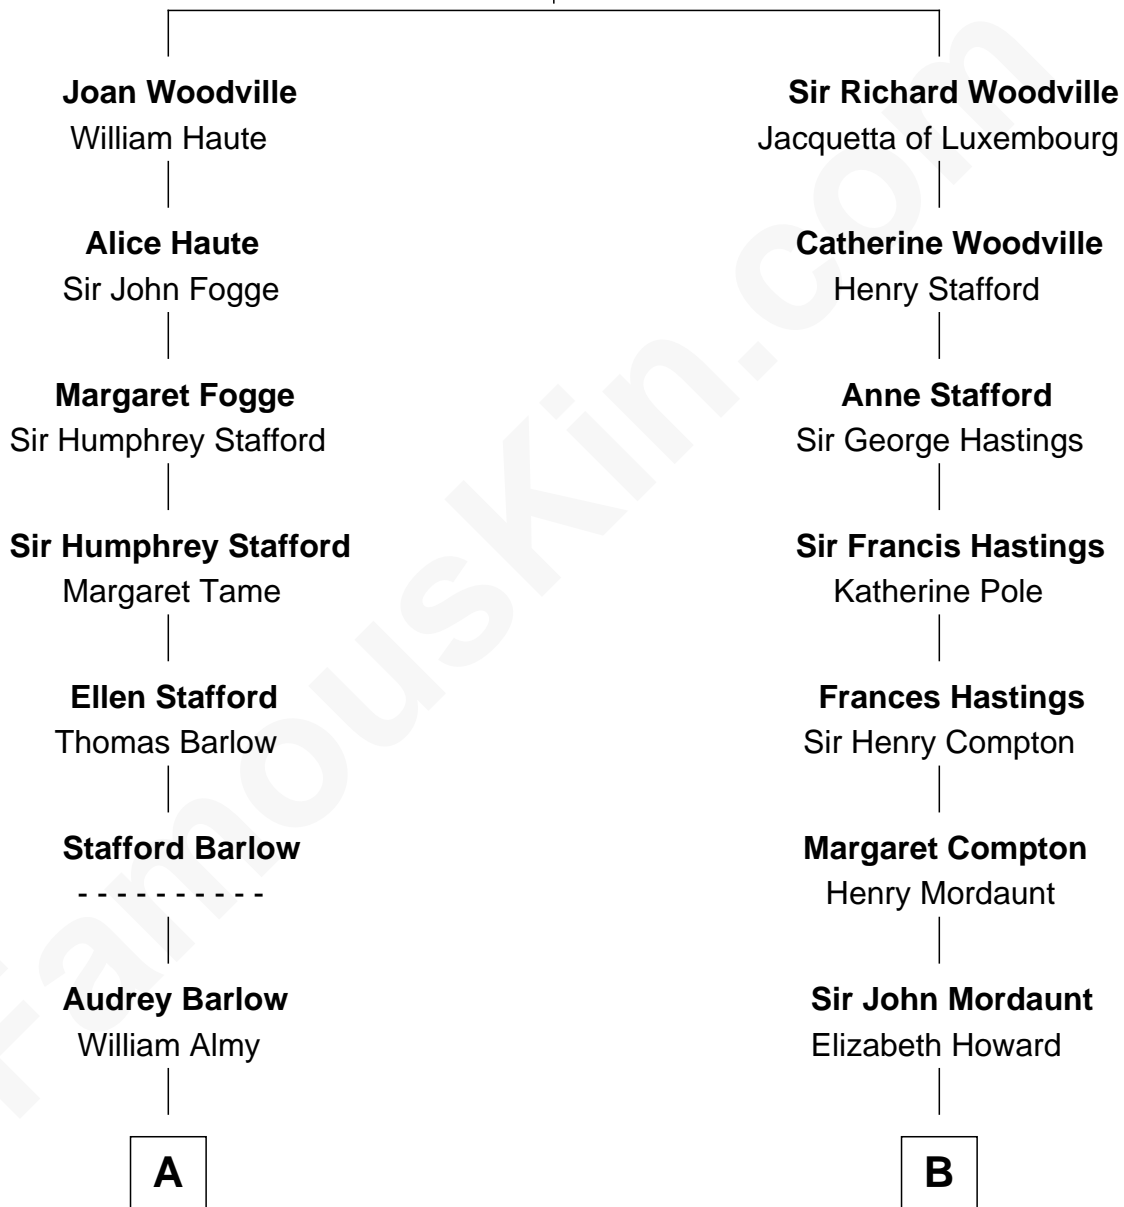 Joan Woodville
William Haute
Alice Haute
Sir John Fogge
Margaret Fogge
Sir Humphrey Stafford
Sir Humphrey Stafford
Margaret Tame
Ellen Stafford
Thomas Barlow
Stafford Barlow
- - - - - - - - - -
Audrey Barlow
William Almy
A
Sir Richard Woodville
Jacquetta of Luxembourg
Catherine Woodville
Henry Stafford
Anne Stafford
Sir George Hastings
Sir Francis Hastings
Katherine Pole
Frances Hastings
Sir Henry Compton
Margaret Compton
Henry Mordaunt
Sir John Mordaunt
Elizabeth Howard
B
FamousKin.com